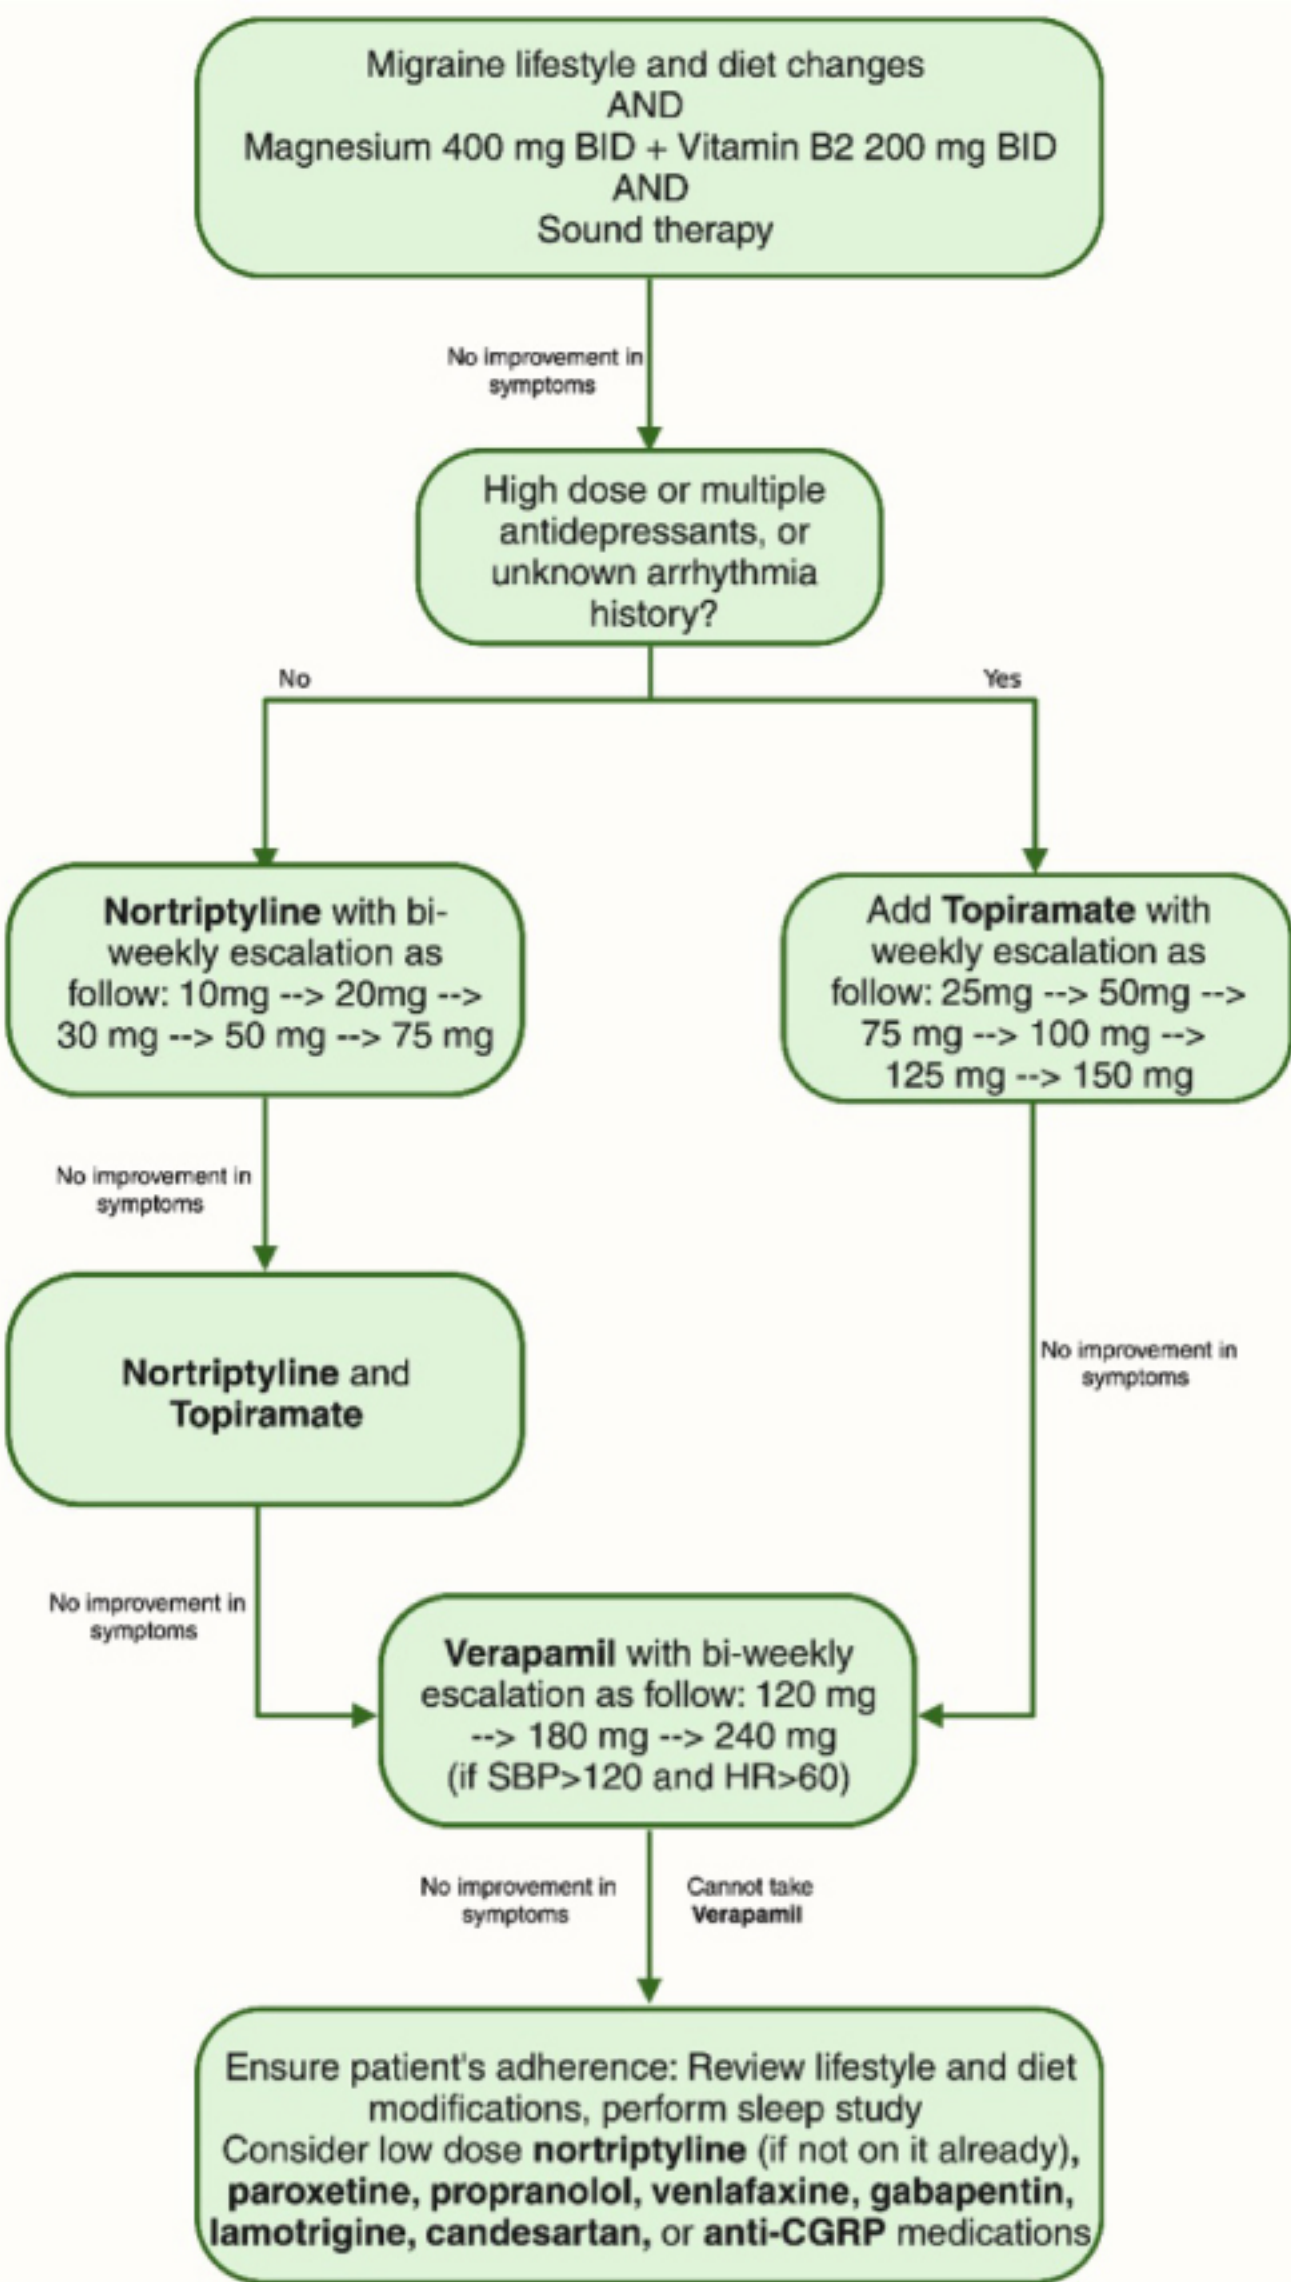 Migraine lifestyle and diet changes
AND
Magnesium 400 mg BID + Vitamin B2 200 mg BID
AND
Sound therapy
No improvement in
symptoms
High dose or multiple
antidepressants, or
unknown arrhythmia
history?
No
Yes
Nortriptyline with bi-
weekly escalation as
follow: 10mg --> 20mg -->
30 mg --> 50 mg --> 75 mg
Add Topiramate with
weekly escalation as
follow: 25mg --> 50mg -->
75 mg --> 100 mg -->
125 mg --> 150 mg
No improvement in
symptoms
Nortriptyline and
Topiramate
No improvement in
symptoms
No improvement in
symptoms
Verapamil with bi-weekly
escalation as follow: 120 mg
--> 180 mg --> 240 mg
(if SBP>120 and HR>60)
No improvement in
symptoms
Cannot take
Verapamil
Ensure patient's adherence: Review lifestyle and diet
modifications, perform sleep study
Consider low dose nortriptyline (if not on it already),
paroxetine, propranolol, venlafaxine, gabapentin,
lamotrigine, candesartan, or anti-CGRP medications